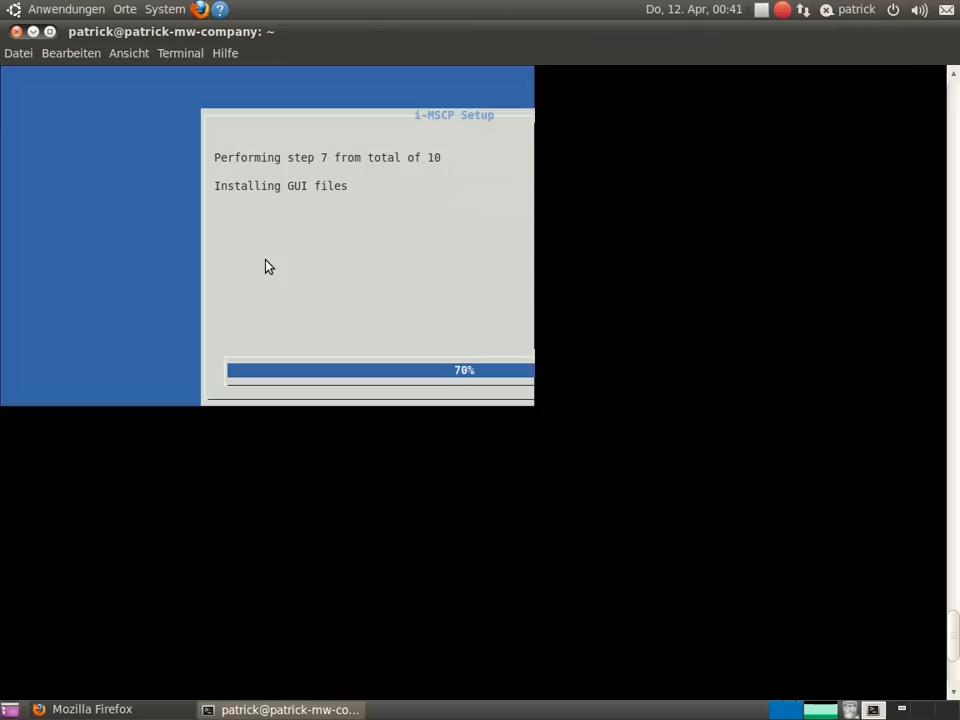 Anwendungen Orte System ? Do, 12. Apr, 00:41 patrick
patrick@patrick-mw-company: ~
Datei Bearbeiten Ansicht Terminal Hilfe
i-MSCP Setup
Performing step 7 from total of 10
Installing GUI files
70%
Mozilla Firefox patrick@patrick-mw-co...